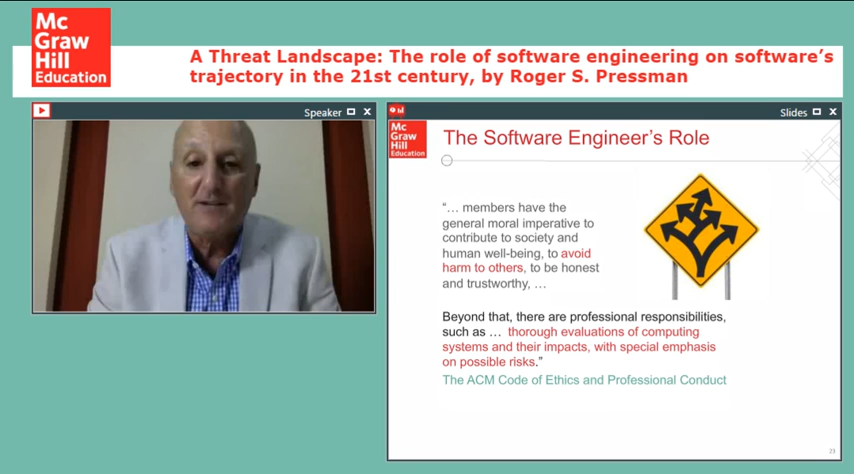 Mc
Graw
Hill
Education
A Threat Landscape: The role of software engineering on software's
trajectory in the 21st century, by Roger S. Pressman
Speaker
Slides
Mc
Graw
Hill
Education
The Software Engineer's Role
“… members have the
general moral imperative to
contribute to society and
human well-being, to avoid
harm to others, to be honest
and trustworthy, …
Beyond that, there are professional responsibilities,
such as … thorough evaluations of computing
systems and their impacts, with special emphasis
on possible risks.”
The ACM Code of Ethics and Professional Conduct
23